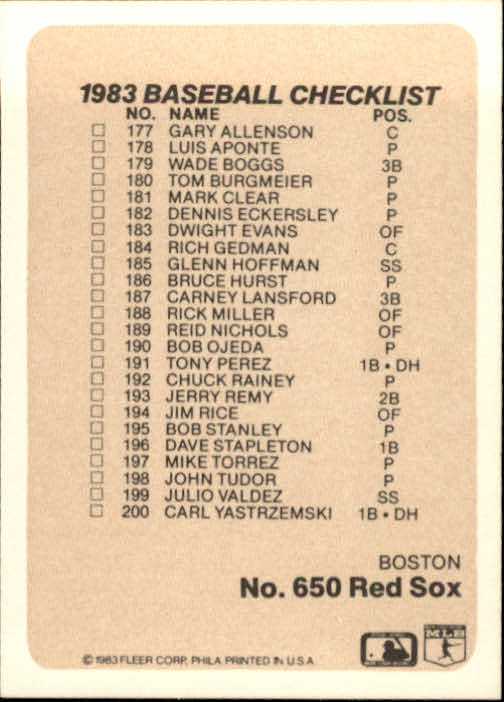 1983 BASEBALL CHECKLIST
NO. NAME POS.
177 GARY ALLENSON C
178 LUIS APONTE P
179 WADE BOGGS 3B
180 TOM BURGMEIER P
181 MARK CLEAR P
182 DENNIS ECKERSLEY P
183 DWIGHT EVANS OF
184 RICH GEDMAN C
185 GLENN HOFFMAN SS
186 BRUCE HURST P
187 CARNEY LANSFORD 3B
188 RICK MILLER OF
189 REID NICHOLS OF
190 BOB OJEDA P
191 TONY PEREZ 1B • DH
192 CHUCK RAINEY P
193 JERRY REMY 2B
194 JIM RICE OF
195 BOB STANLEY P
196 DAVE STAPLETON 1B
197 MIKE TORREZ P
198 JOHN TUDOR P
199 JULIO VALDEZ SS
200 CARL YASTRZEMSKI 1B • DH
BOSTON
No. 650 Red Sox
MLB
© 1983 FLEER CORP. PHILA. PRINTED IN U.S.A.